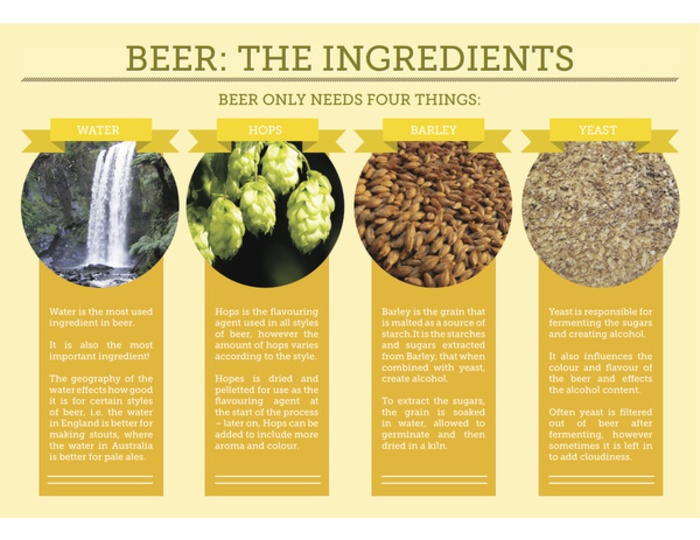 BEER: THE INGREDIENTS
BEER ONLY NEEDS FOUR THINGS:
WATER
Water is the most used
ingredient in beer.
It is also the most
important ingredient!
The geography of the
water effects how good
it is for certain styles
of beer, i.e. the water
in England is better for
making stouts, where
the water in Australia
is better for pale ales.
HOPS
Hops is the flavouring
agent used in all styles
of beer, however the
amount of hops varies
according to the style.
Hopes is dried and
pelletted for use as the
flavouring agent at
the start of the process
– later on, Hops can be
added to include more
aroma and colour.
BARLEY
Barley is the grain that
is malted as a source of
starch.It is the starches
and sugars extracted
from Barley, that when
combined with yeast,
create alcohol.
To extract the sugars,
the grain is soaked
in water, allowed to
germinate and then
dried in a kiln.
YEAST
Yeast is responsible for
fermenting the sugars
and creating alcohol.
It also influences the
colour and flavour of
the beer and effects
the alcohol content.
Often yeast is filtered
out of beer after
fermenting, however
sometimes it is left in
to add cloudiness.